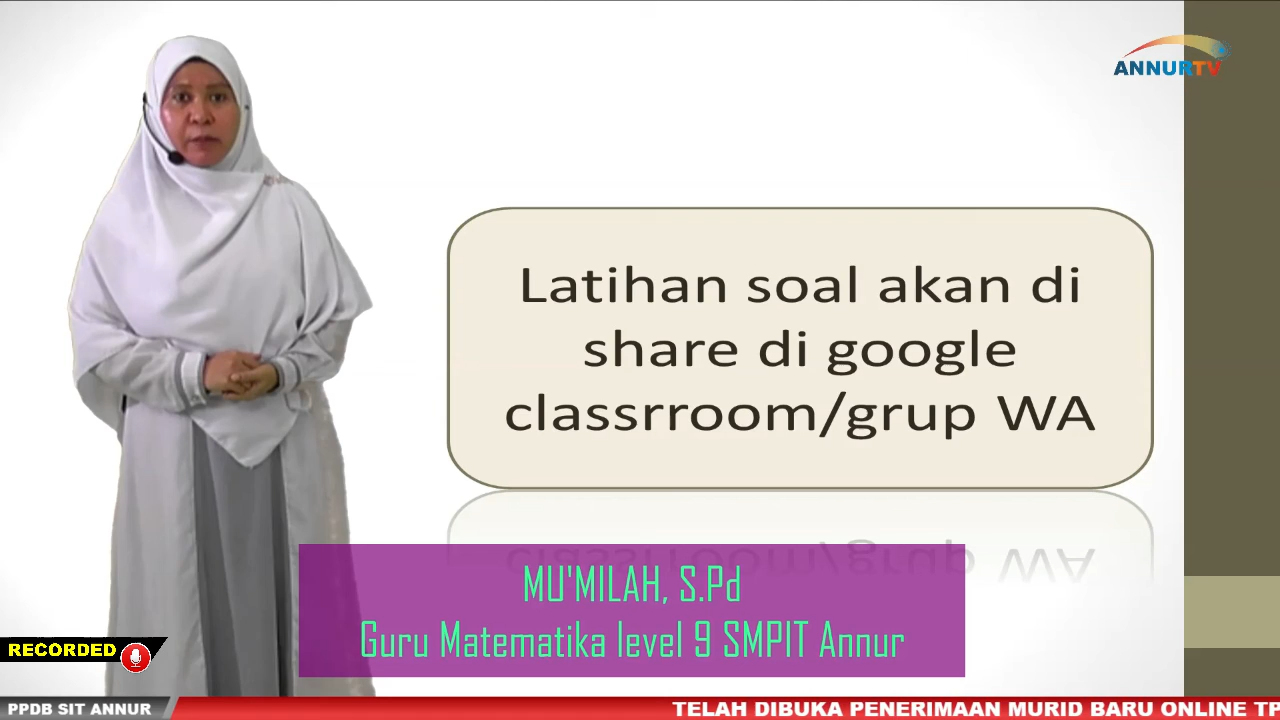 ANNURTV
Latihan soal akan di
share di google
classrroom/grup WA
MU'MILAH, S.Pd
Guru Matematika level 9 SMPIT Annur
RECORDED
PPDB SIT ANNUR
TELAH DIBUKA PENERIMAAN MURID BARU ONLINE TP